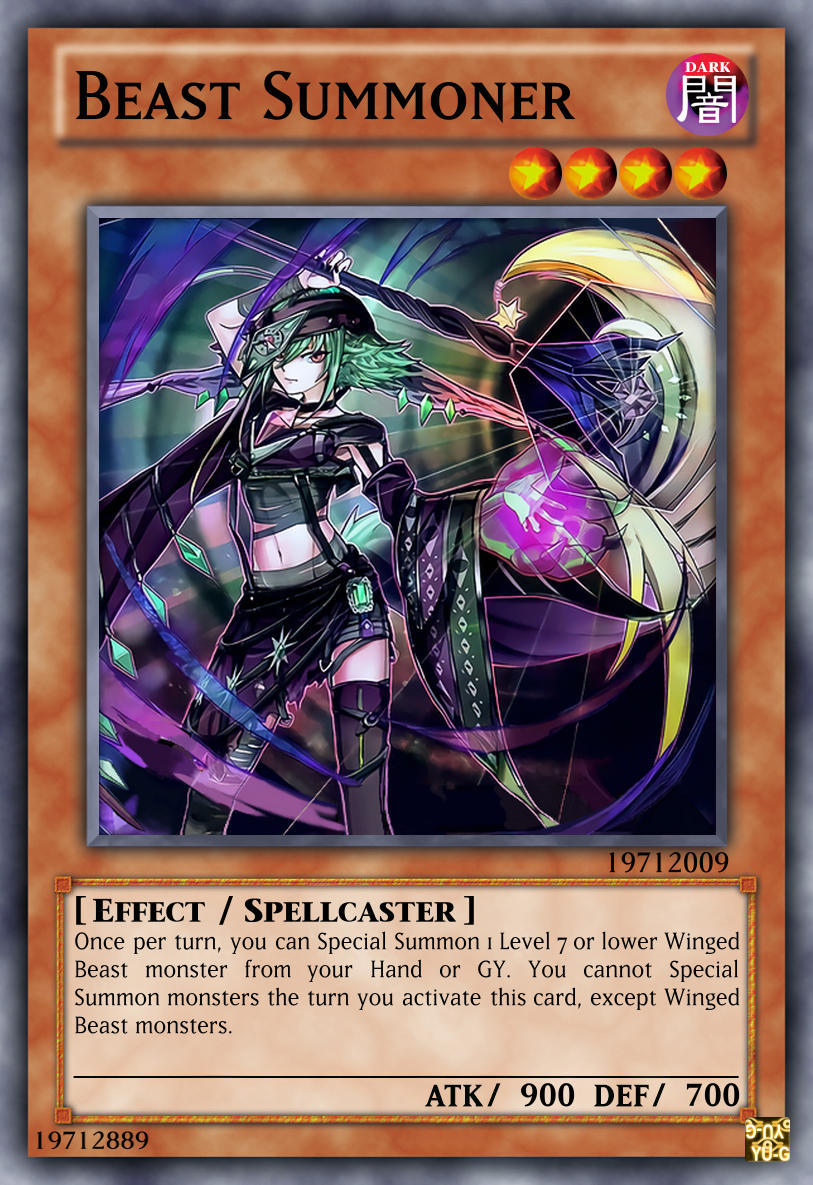 Beast Summoner
DARK
闇
19712009
[ Effect / Spellcaster ]
Once per turn, you can Special Summon 1 Level 7 or lower Winged
Beast monster from your Hand or GY. You cannot Special
Summon monsters the turn you activate this card, except Winged
Beast monsters.
ATK/ 900 DEF/ 700
19712889
YU-G